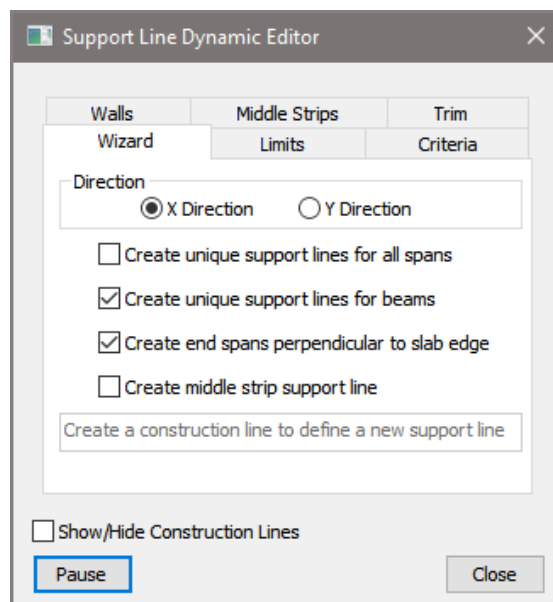 Support Line Dynamic Editor
Walls Middle Strips Trim
Wizard Limits Criteria
Direction
X Direction Y Direction
Create unique support lines for all spans
Create unique support lines for beams
Create end spans perpendicular to slab edge
Create middle strip support line
Create a construction line to define a new support line
Show/Hide Construction Lines
Pause Close